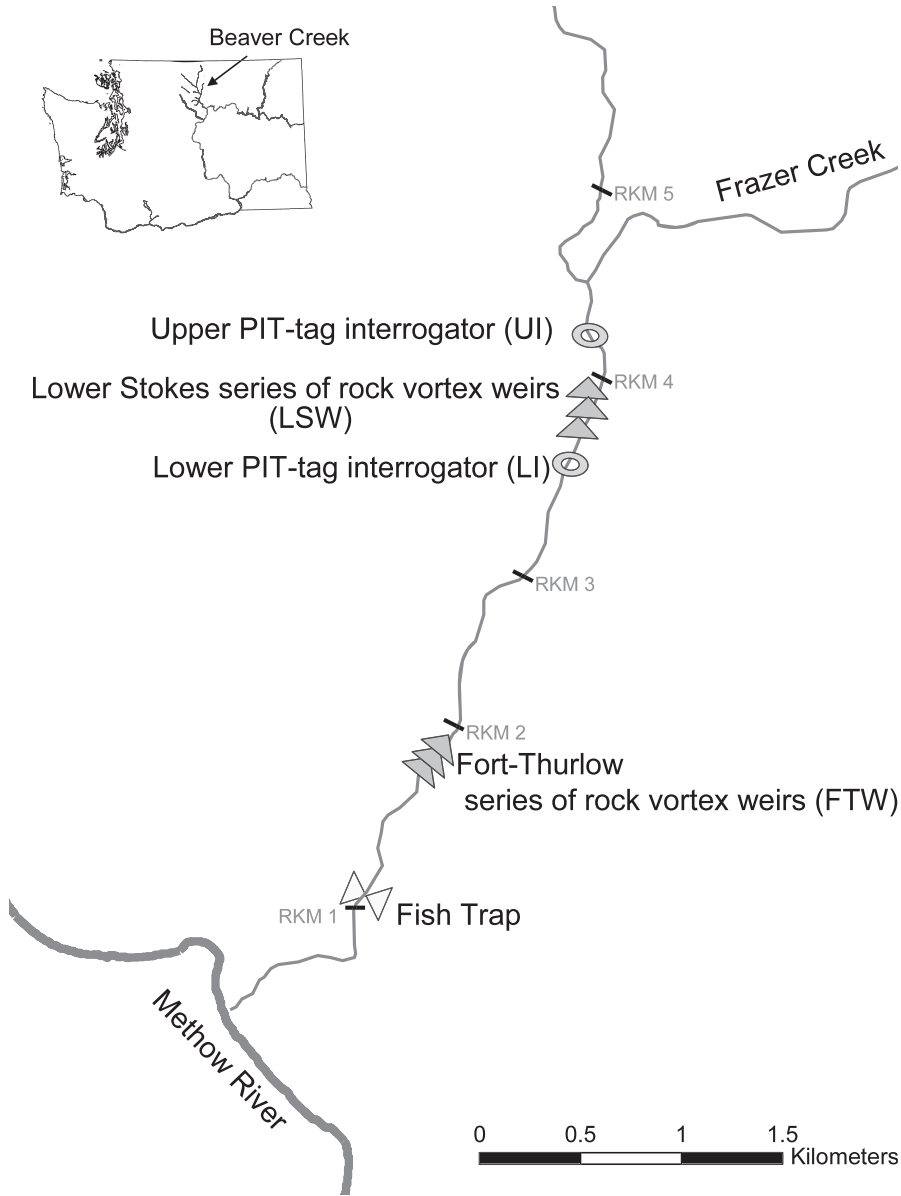 Beaver Creek
RKM 5
Frazer Creek
Upper PIT-tag interrogator (UI)
Lower Stokes series of rock vortex weirs
(LSW)
RKM 4
Lower PIT-tag interrogator (LI)
RKM 3
RKM 2
Fort-Thurlow
series of rock vortex weirs (FTW)
RKM 1
Fish Trap
Methow River
0 0.5 1 1.5
Kilometers